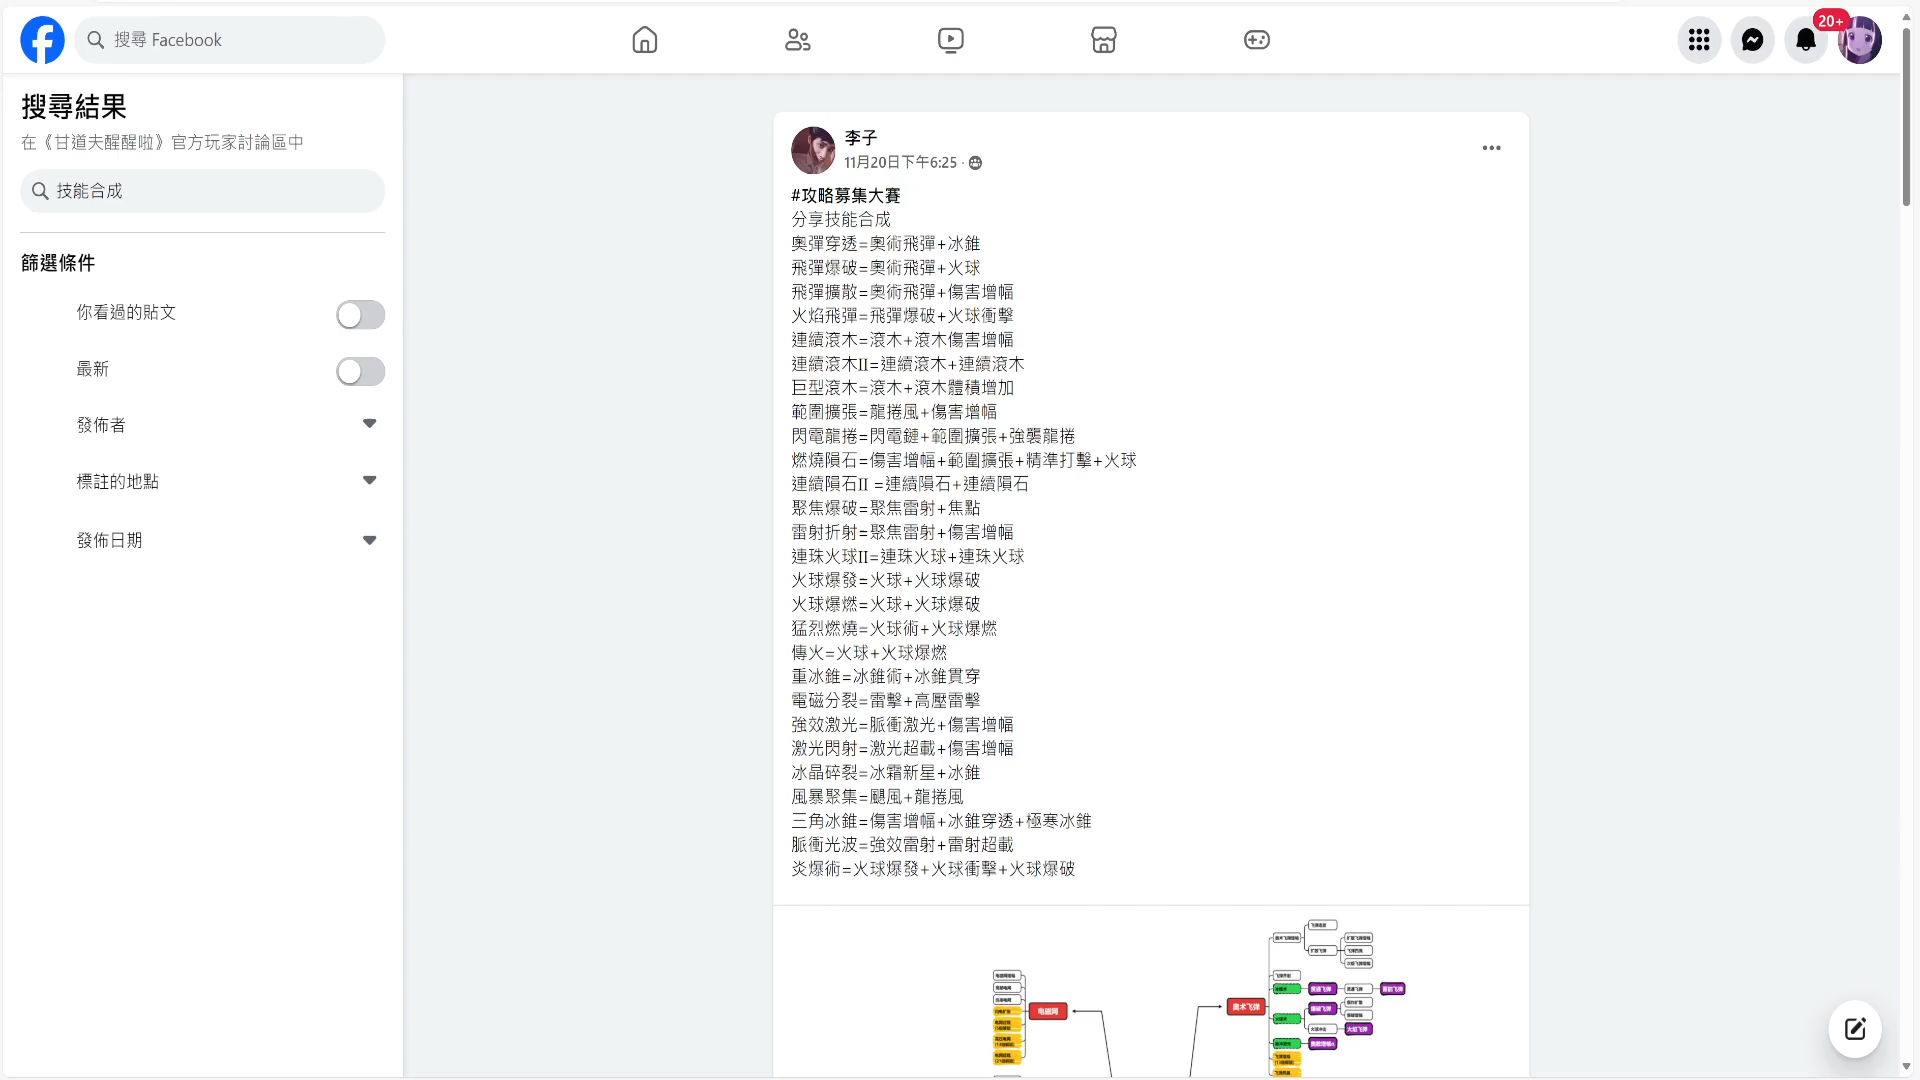 搜尋 Facebook
20+
搜尋結果
在《甘道夫醒醒啦》官方玩家討論區中
技能合成
篩選條件
你看過的貼文
最新
發佈者
標註的地點
發佈日期
李子
11月20日下午6:25 ·
#攻略募集大賽
分享技能合成
奧彈穿透=奧術飛彈+冰錐
飛彈爆破=奧術飛彈+火球
飛彈擴散=奧術飛彈+傷害增幅
火焰飛彈=飛彈爆破+火球衝擊
連續滾木=滾木+滾木傷害增幅
連續滾木II=連續滾木+連續滾木
巨型滾木=滾木+滾木體積增加
範圍擴張=龍捲風+傷害增幅
閃電龍捲=閃電鏈+範圍擴張+強襲龍捲
燃燒隕石=傷害增幅+範圍擴張+精準打擊+火球
連續隕石II =連續隕石+連續隕石
聚焦爆破=聚焦雷射+焦點
雷射折射=聚焦雷射+傷害增幅
連珠火球II=連珠火球+連珠火球
火球爆發=火球+火球爆破
火球爆燃=火球+火球爆破
猛烈燃燒=火球術+火球爆燃
傳火=火球+火球爆燃
重冰錐=冰錐術+冰錐貫穿
電磁分裂=雷擊+高壓雷擊
強效激光=脈衝激光+傷害增幅
激光閃射=激光超載+傷害增幅
冰晶碎裂=冰霜新星+冰錐
風暴聚集=颶風+龍捲風
三角冰錐=傷害增幅+冰錐穿透+極寒冰錐
脈衝光波=強效雷射+雷射超載
炎爆術=火球爆發+火球衝擊+火球爆破
电磁网
奥术飞弹